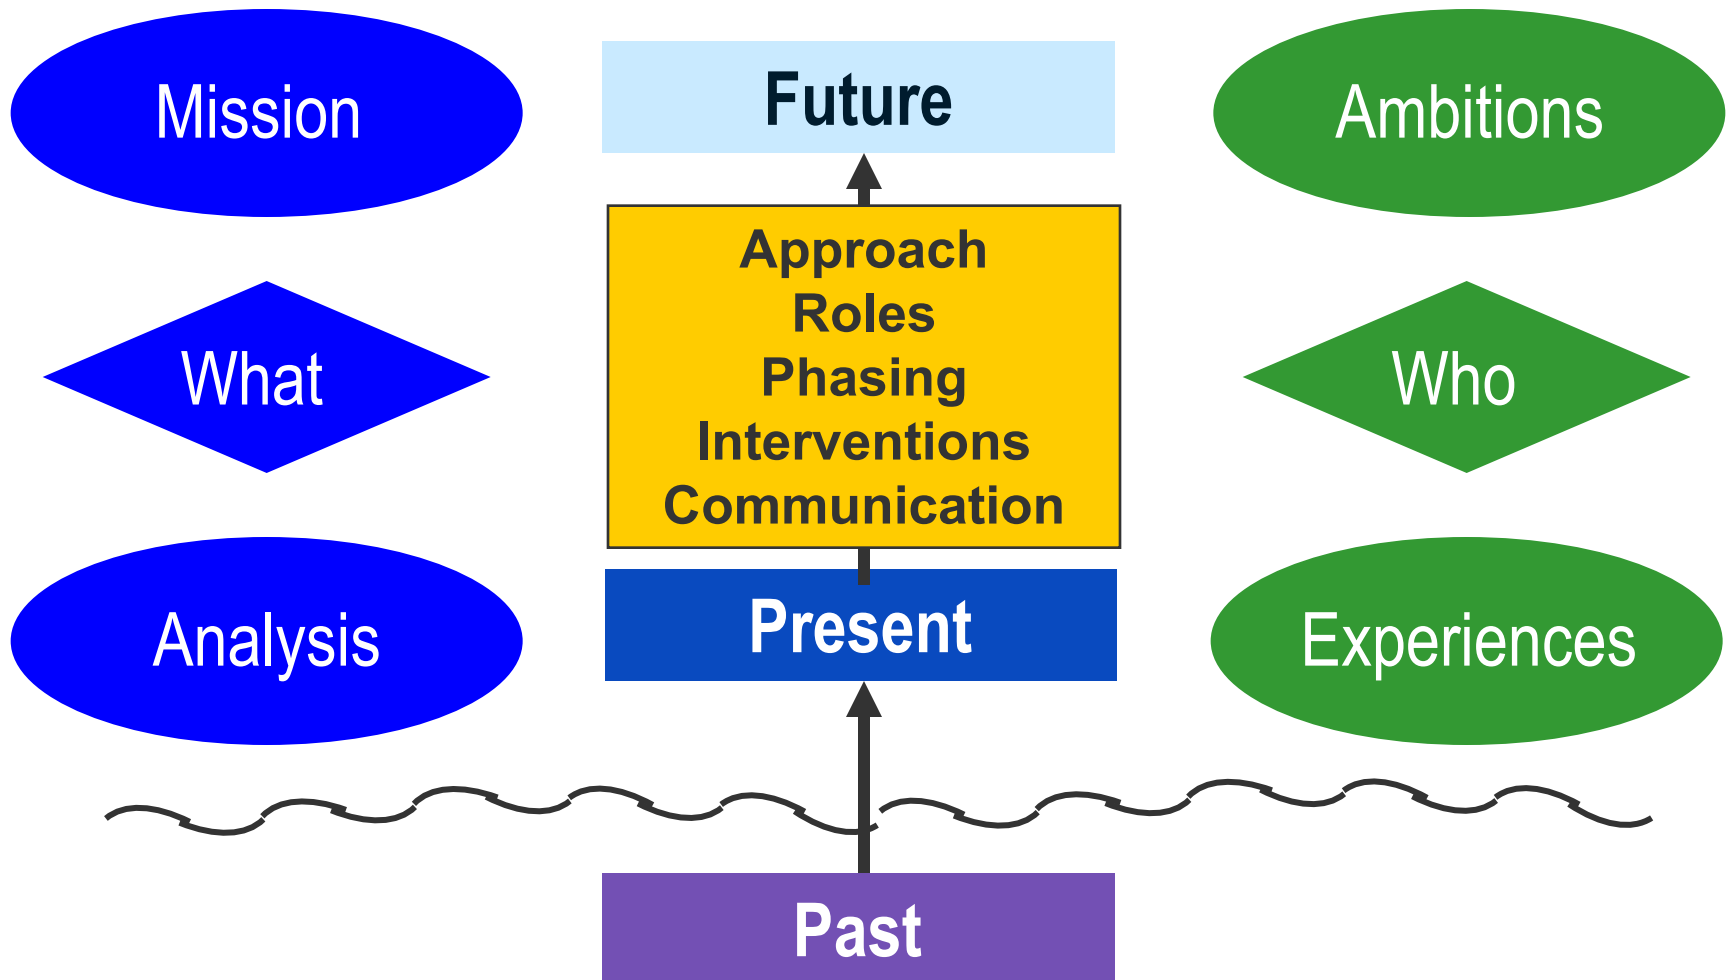 Mission
Future
Ambitions
Approach
Roles
Phasing
Interventions
Communication
What
Who
Analysis
Present
Experiences
Past